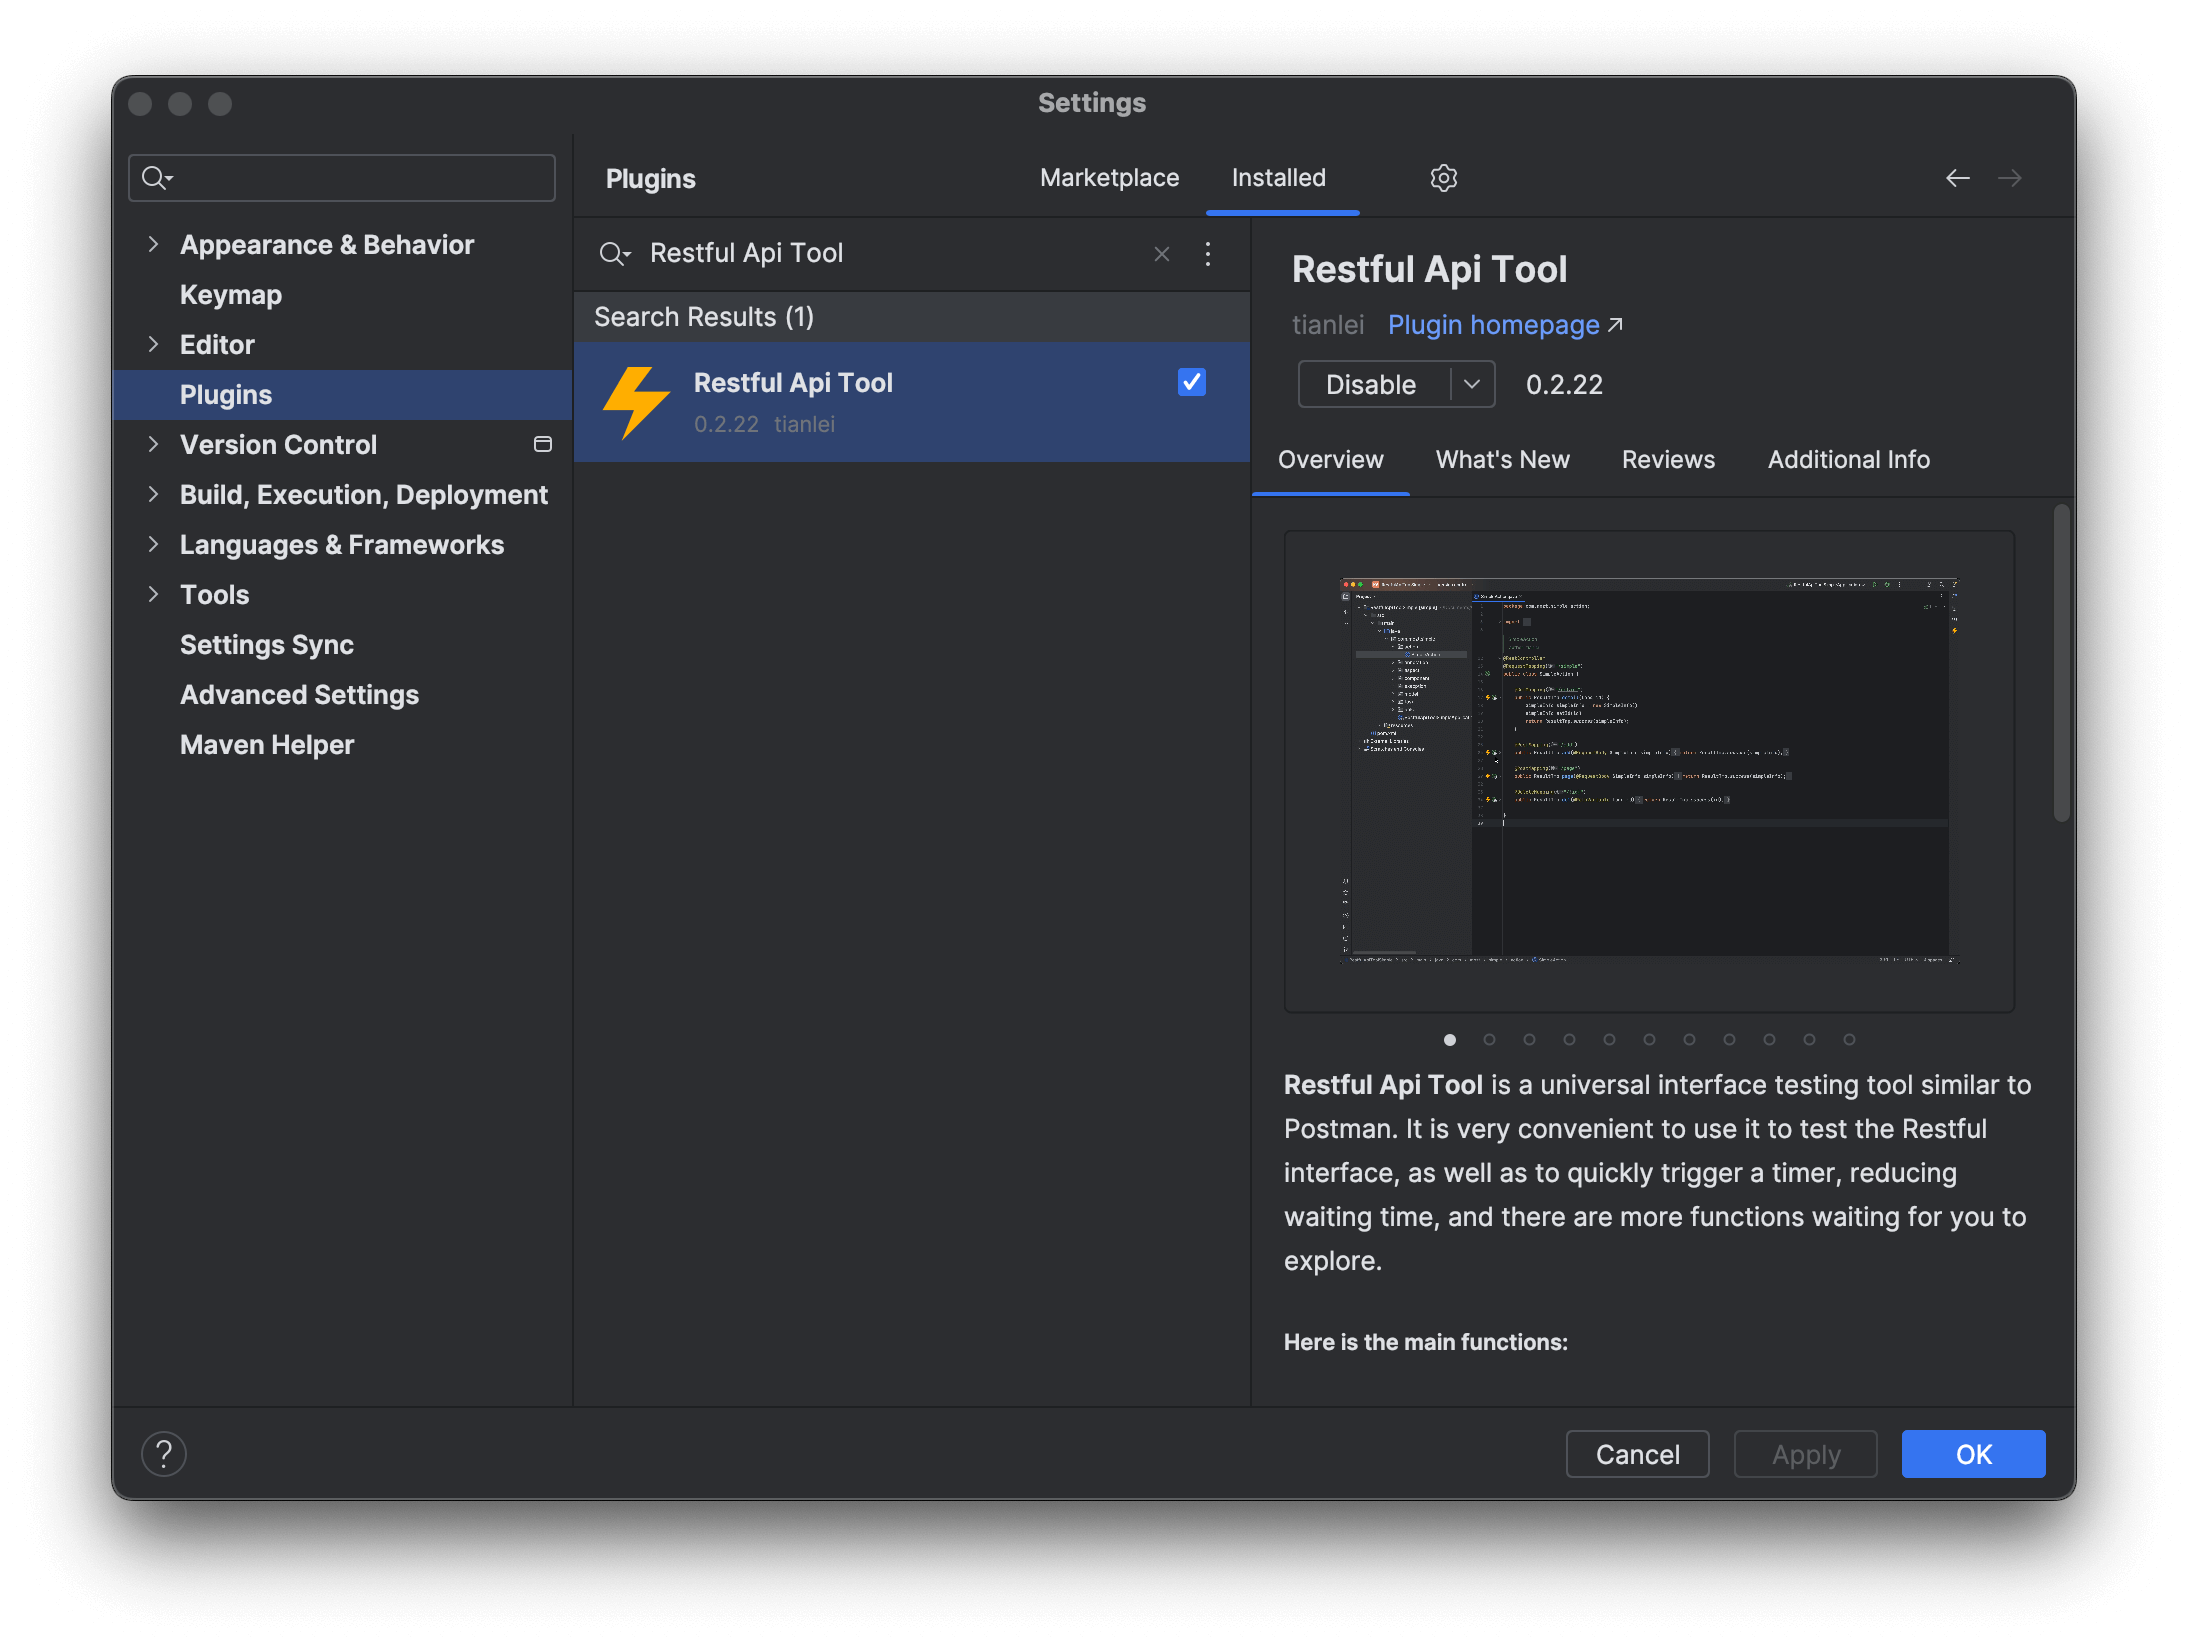 Settings
Appearance & Behavior
Keymap
Editor
Plugins
Version Control
Build, Execution, Deployment
Languages & Frameworks
Tools
Settings Sync
Advanced Settings
Maven Helper
Plugins
Marketplace
Installed
Restful Api Tool
Search Results (1)
Restful Api Tool
0.2.22 tianlei
Restful Api Tool
tianlei Plugin homepage
Disable 0.2.22
Overview What's New Reviews Additional Info
Restful Api Tool is a universal interface testing tool similar to
Postman. It is very convenient to use it to test the Restful
interface, as well as to quickly trigger a timer, reducing
waiting time, and there are more functions waiting for you to
explore.
Here is the main functions:
?
Cancel Apply OK